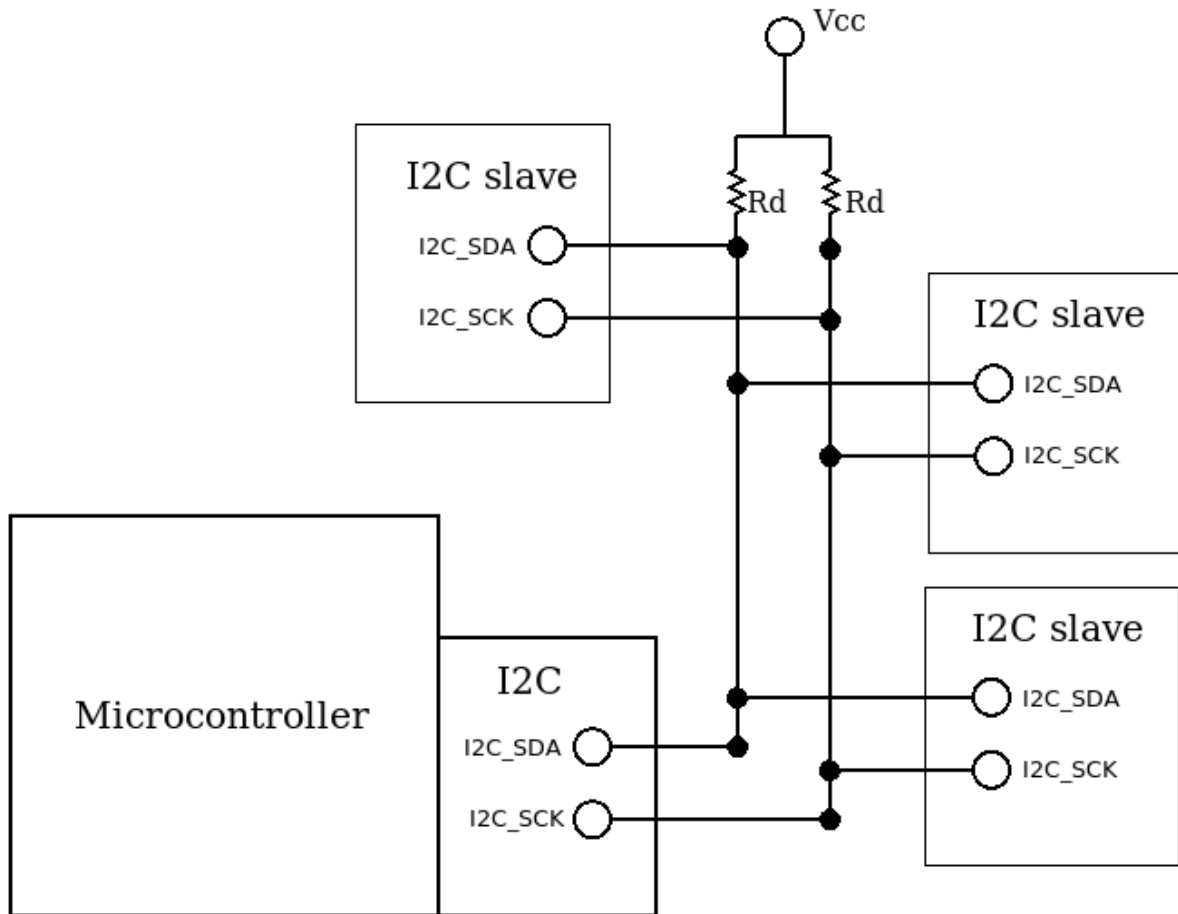 Vcc
I2C slave
Rd
Rd
I2C_SDA
I2C_SCK
I2C slave
I2C_SDA
I2C_SCK
I2C slave
I2C_SDA
I2C_SCK
I2C
Microcontroller
I2C_SDA
I2C_SCK